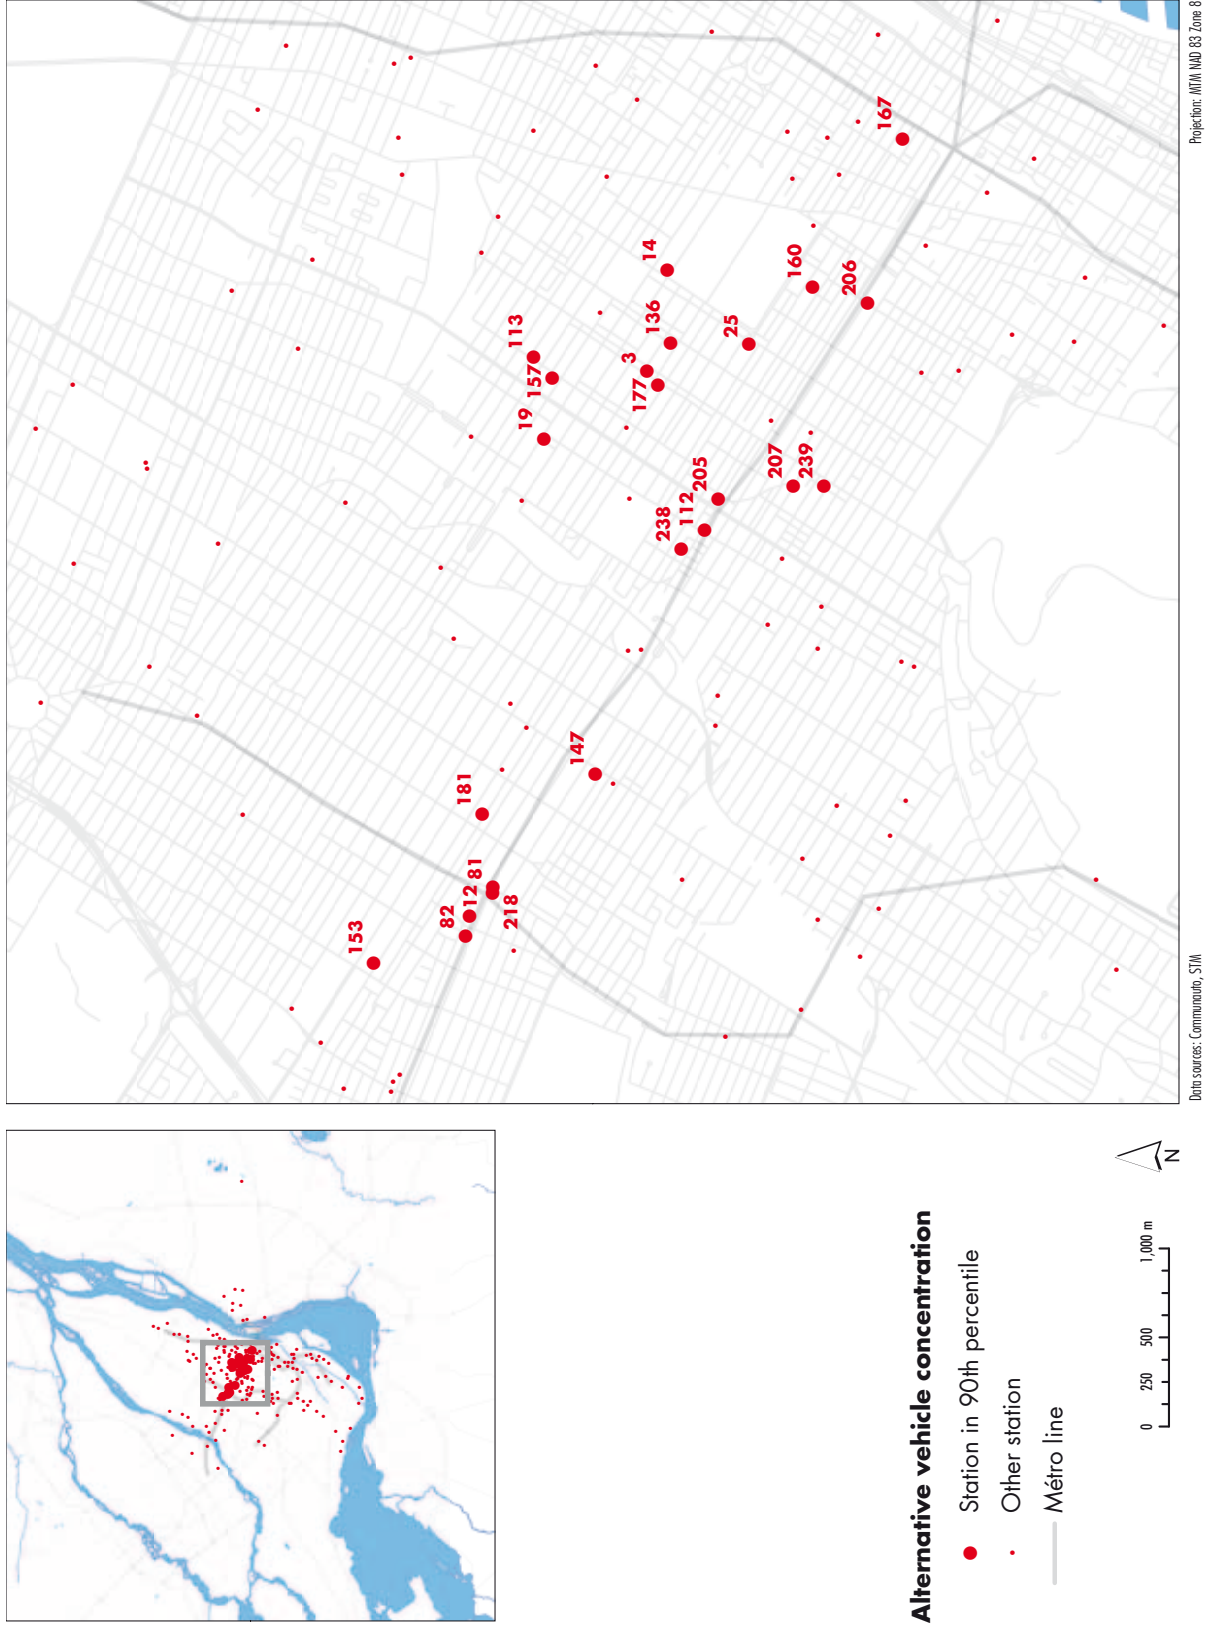 Alternative vehicle concentration
Station in 90th percentile
Other station
Métro line
0 250 500 1,000 m
N
153
82
12
81
218
181
147
238
112
205
207
239
19
157
113
177
3
136
14
25
160
206
167
Data sources: Communauto, STM
Projection: MTM NAD 83 Zone 8